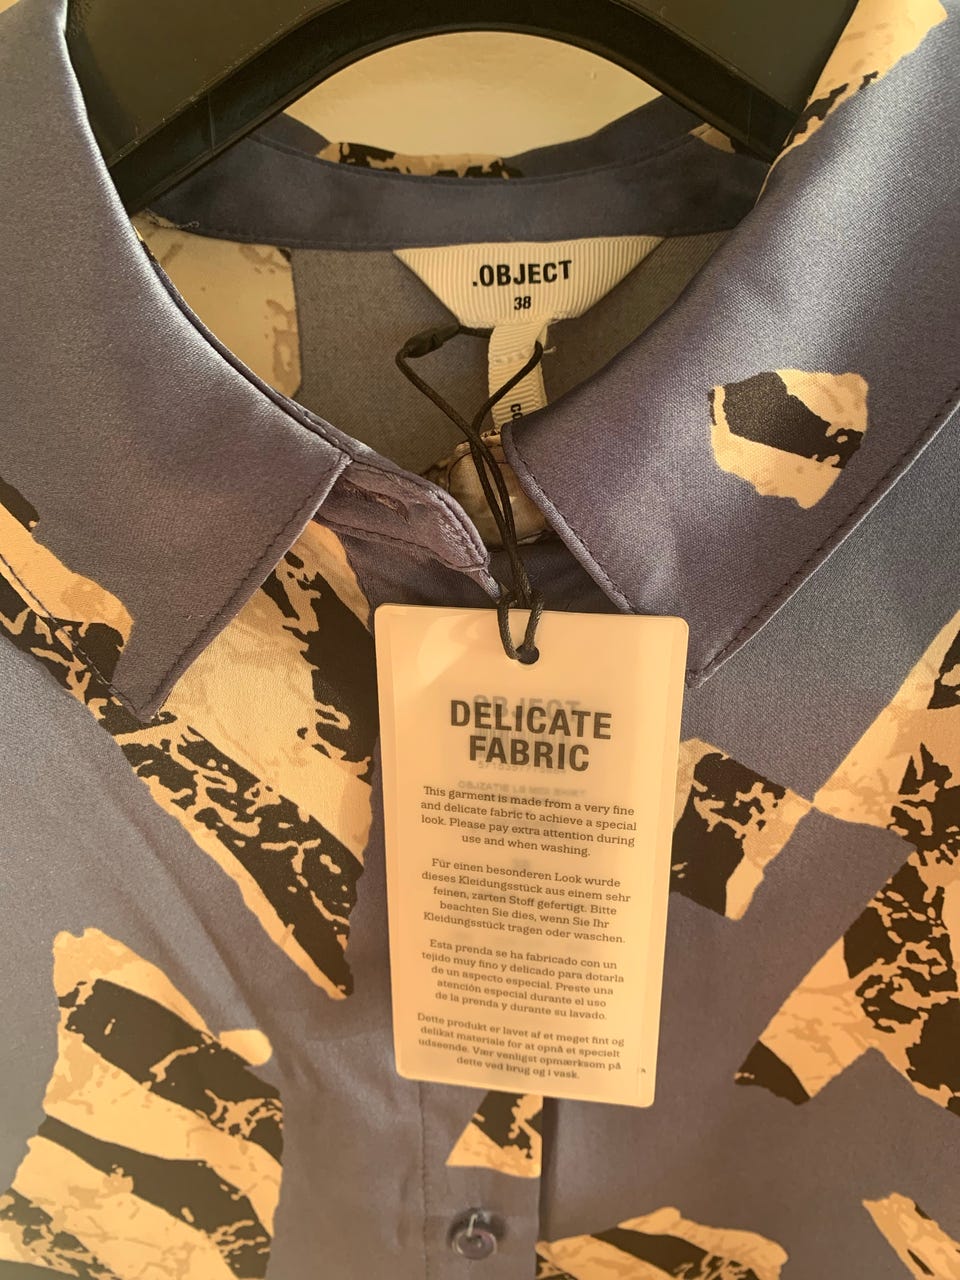 .OBJECT
38
CO
DELICATE
FABRIC
This garment is made from a very fine
and delicate fabric to achieve a special
look. Please pay extra attention during
use and when washing.
Für einen besonderen Look wurde
dieses Kleidungsstück aus einem sehr
feinen, zarten Stoff gefertigt. Bitte
beachten Sie dies, wenn Sie Ihr
Kleidungsstück tragen oder waschen.
Esta prenda se ha fabricado con un
tejido muy fino y delicado para dotarla
de un aspecto especial. Preste una
atención especial durante el uso
de la prenda y durante su lavado.
Dette produkt er lavet af et meget fint og
delikat materiale for at opnå et specielt
udseende. Vær venligst opmærksom på
dette ved brug og i vask.